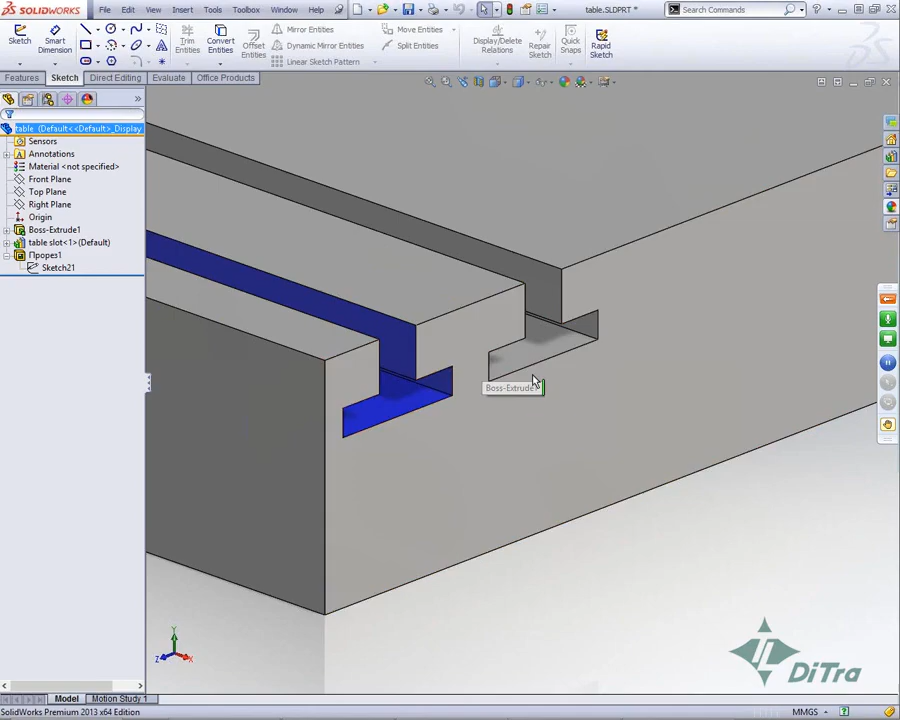 SOLIDWORKS File Edit View Insert Tools Toolbox Window Help table.SLDPRT * Search Commands
Sketch Smart Dimension Trim Entities Convert Entities Offset Entities Mirror Entities Dynamic Mirror Entities Linear Sketch Pattern Move Entities Split Entities Display/Delete Relations Repair Sketch Quick Snaps Rapid Sketch
Features Sketch Direct Editing Evaluate Office Products
table (Default<<Default>_Display
Sensors
Annotations
Material <not specified>
Front Plane
Top Plane
Right Plane
Origin
Boss-Extrude1
table slot<1>(Default)
Прорез1
Sketch21
Boss-Extrude
Y
Z X
DiTra
Model Motion Study 1
SolidWorks Premium 2013 x64 Edition MMGS